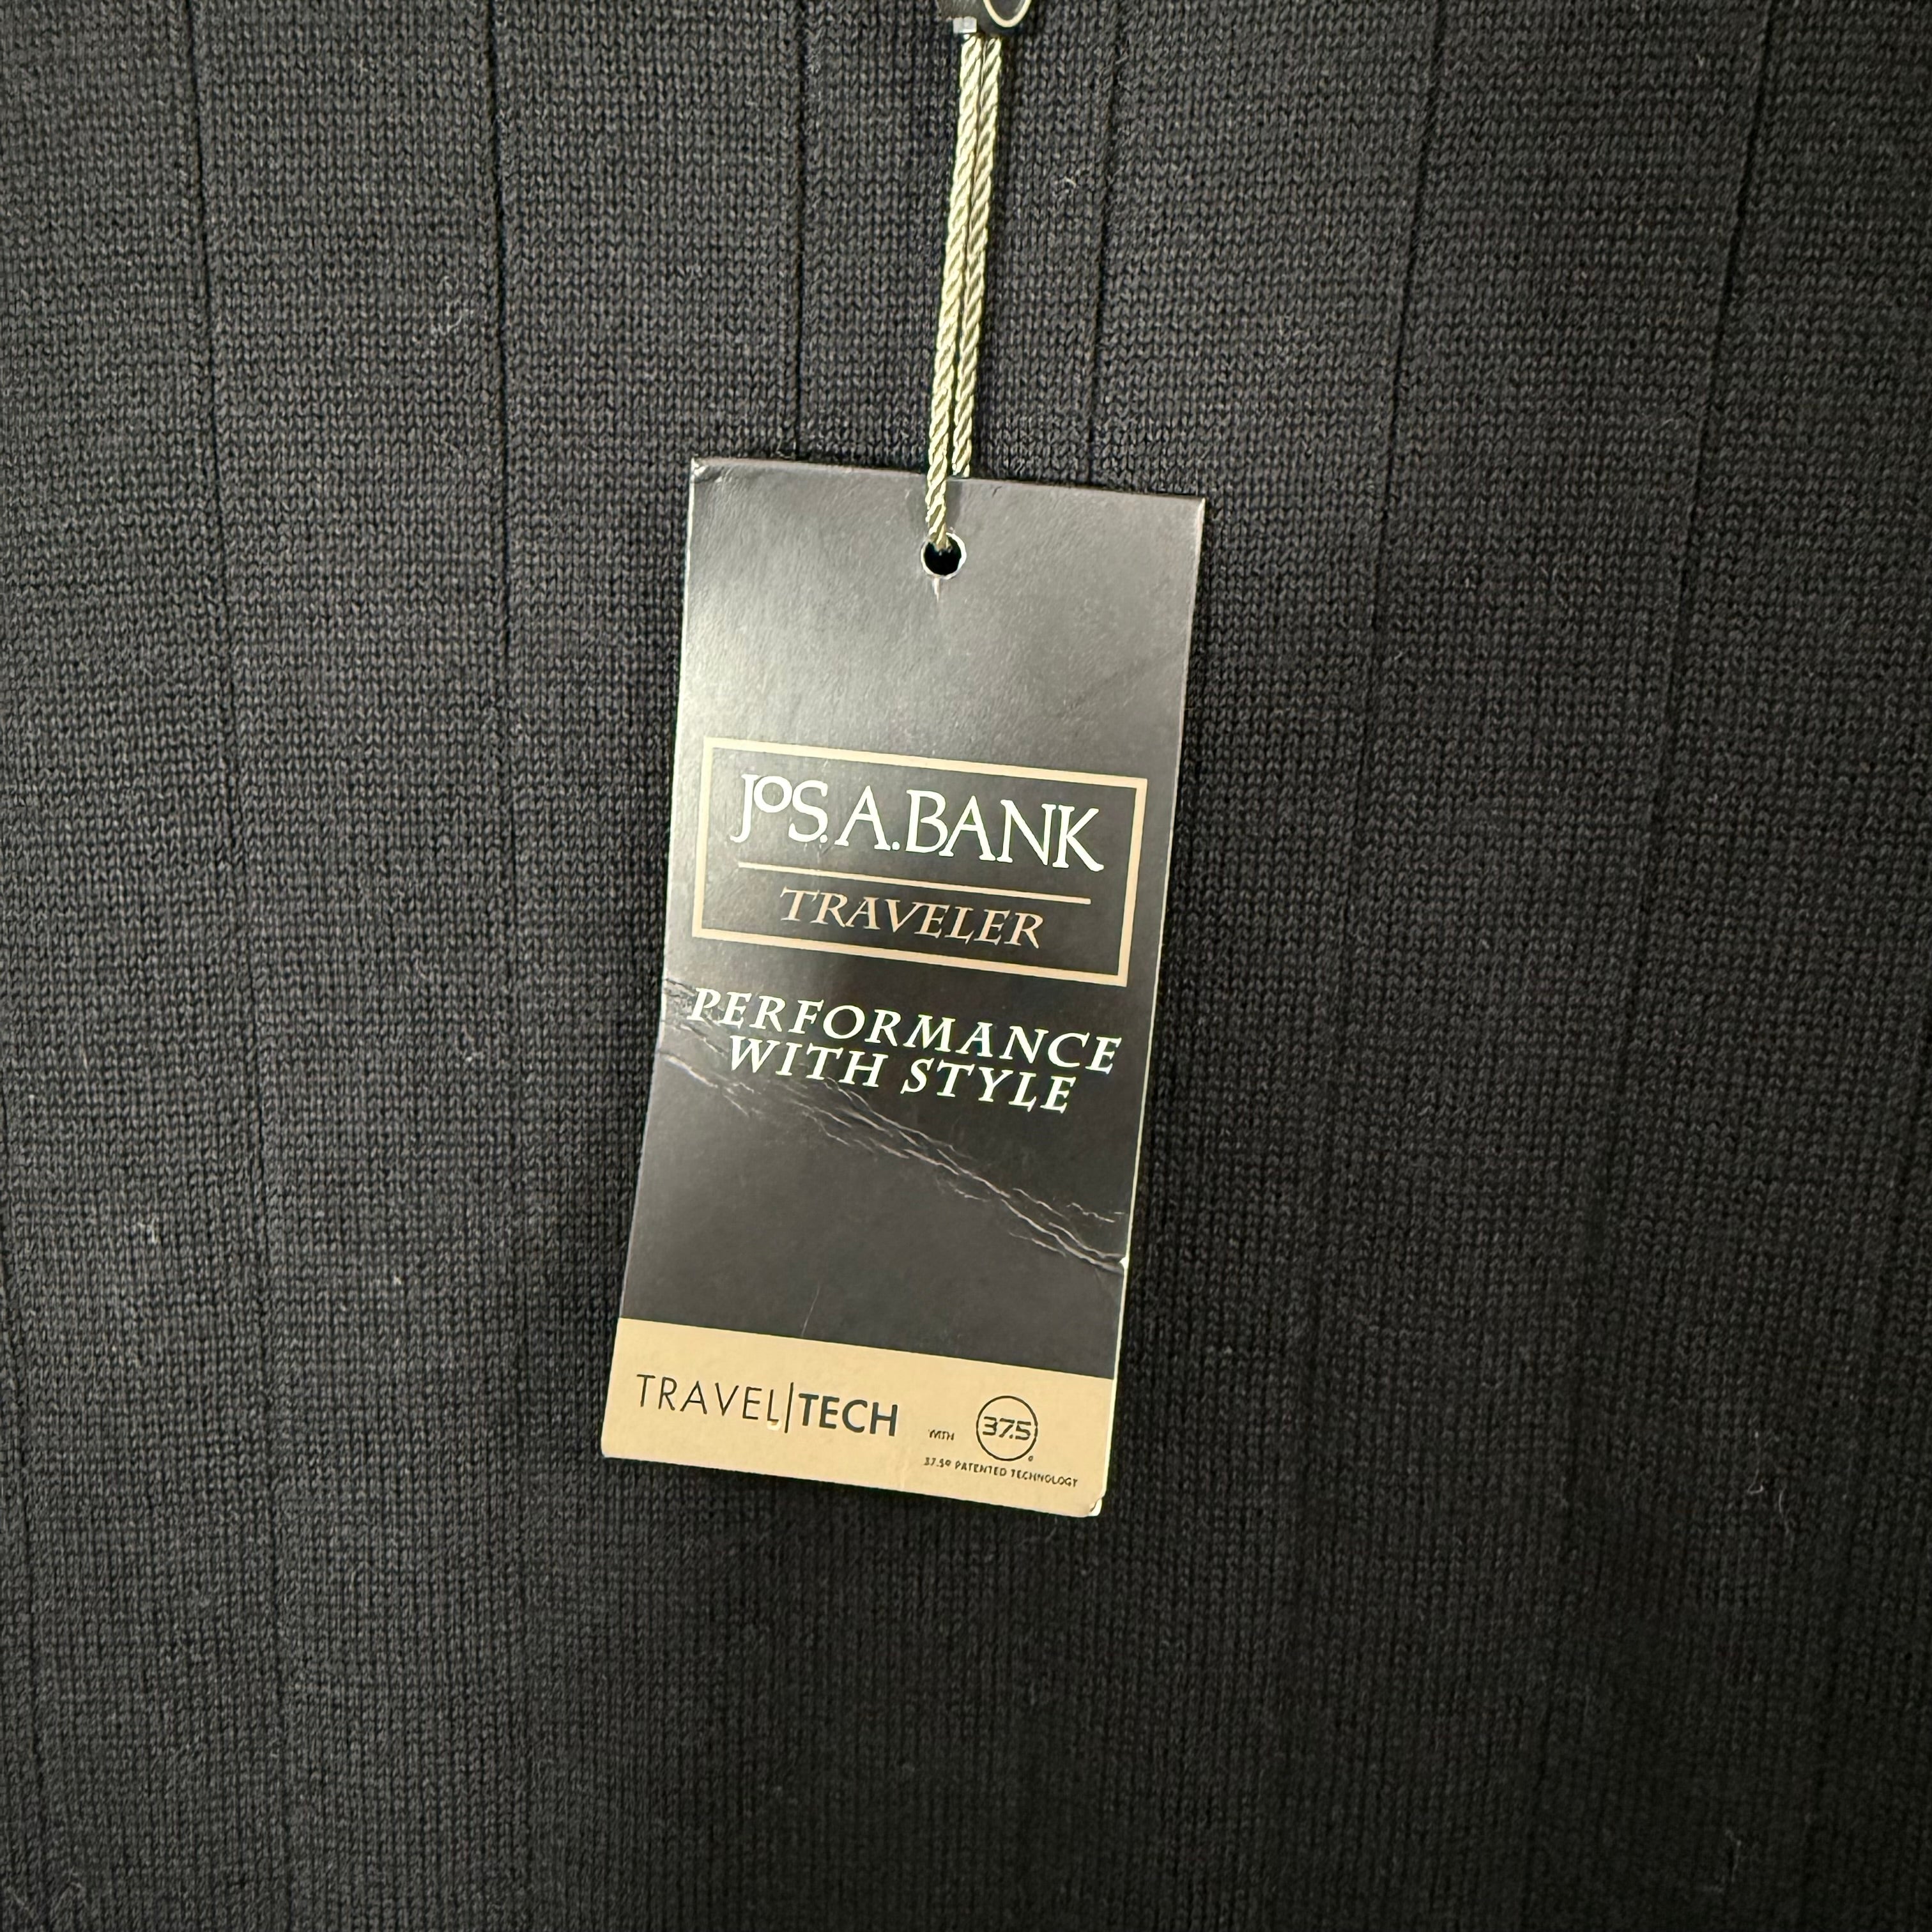 JOS. A. BANK
TRAVELER
PERFORMANCE
WITH STYLE
TRAVEL|TECH WITH 37.5
37.5® PATENTED TECHNOLOGY